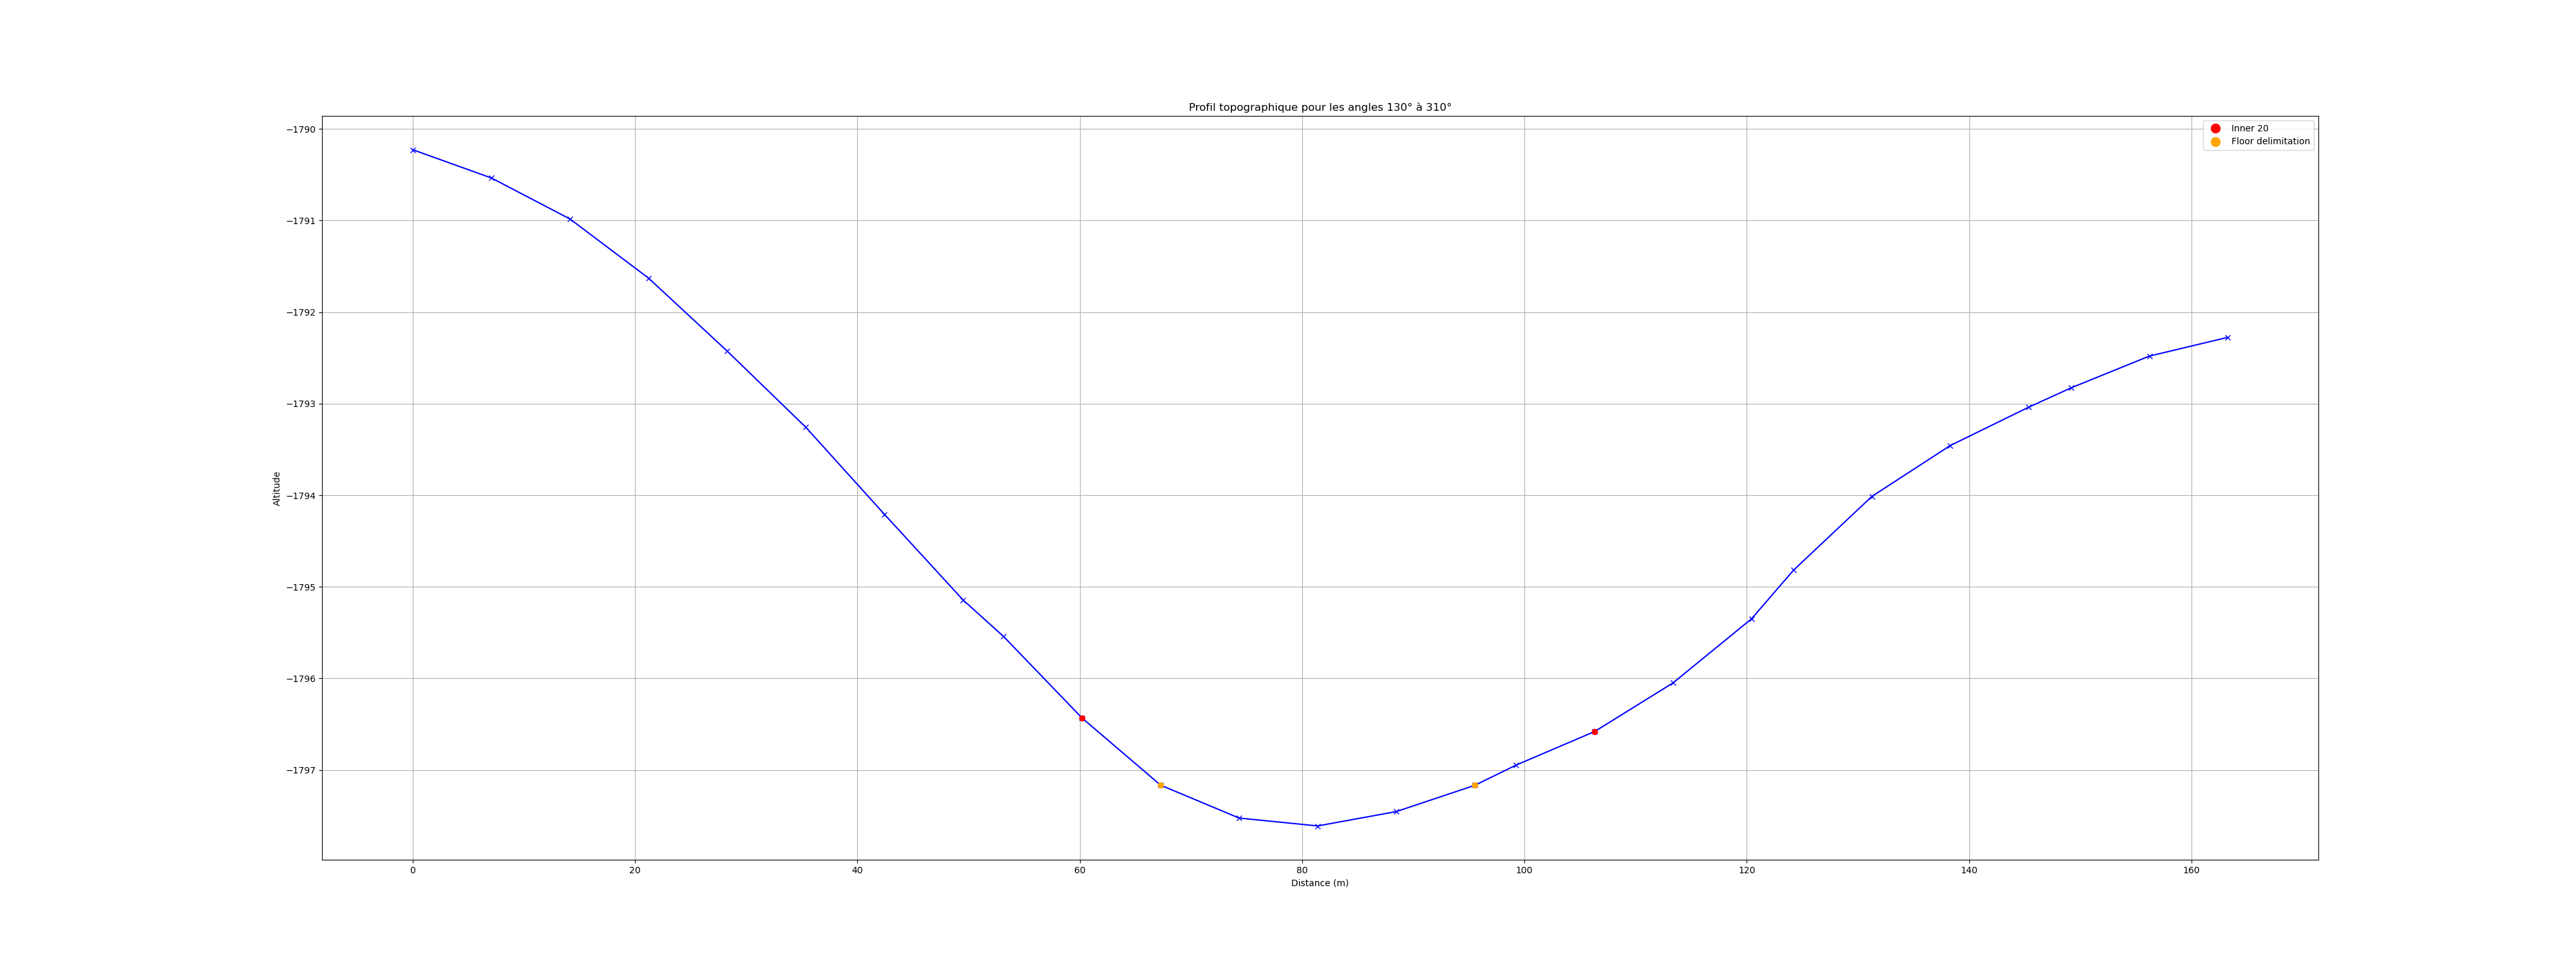 Profil topographique pour les angles 130° à 310°
Inner 20
Floor delimitation
−1790
−1791
−1792
−1793
−1794
−1795
−1796
−1797
Altitude
0 20 40 60 80 100 120 140 160
Distance (m)